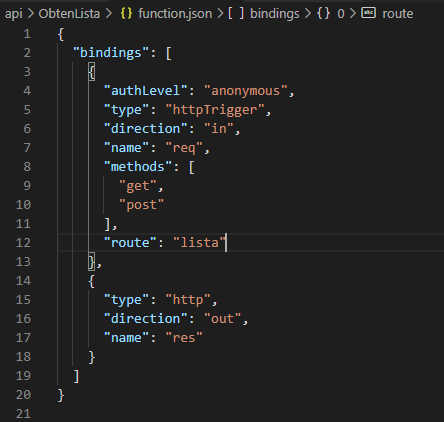 api > ObtenLista > {} function.json > [ ] bindings > {} 0 > abc route
1 {
2   "bindings": [
3     {
4       "authLevel": "anonymous",
5       "type": "httpTrigger",
6       "direction": "in",
7       "name": "req",
8       "methods": [
9         "get",
10         "post"
11       ],
12       "route": "lista"
13     },
14     {
15       "type": "http",
16       "direction": "out",
17       "name": "res"
18     }
19   ]
20 }
21